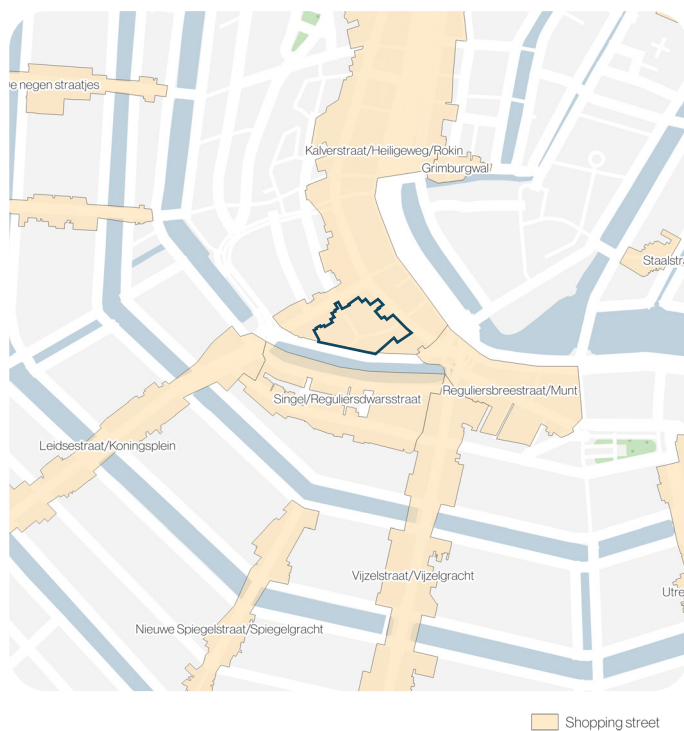 e negen straatjes
Kalverstraat/Heiligeweg/Rokin
Grimburgwal
Staalstr
Singel/Reguliersdwarsstraat
Reguliersbreestraat/Munt
Leidsestraat/Koningsplein
Vijzelstraat/Vijzelgracht
Utre
Nieuwe Spiegelstraat/Spiegelgracht
Shopping street